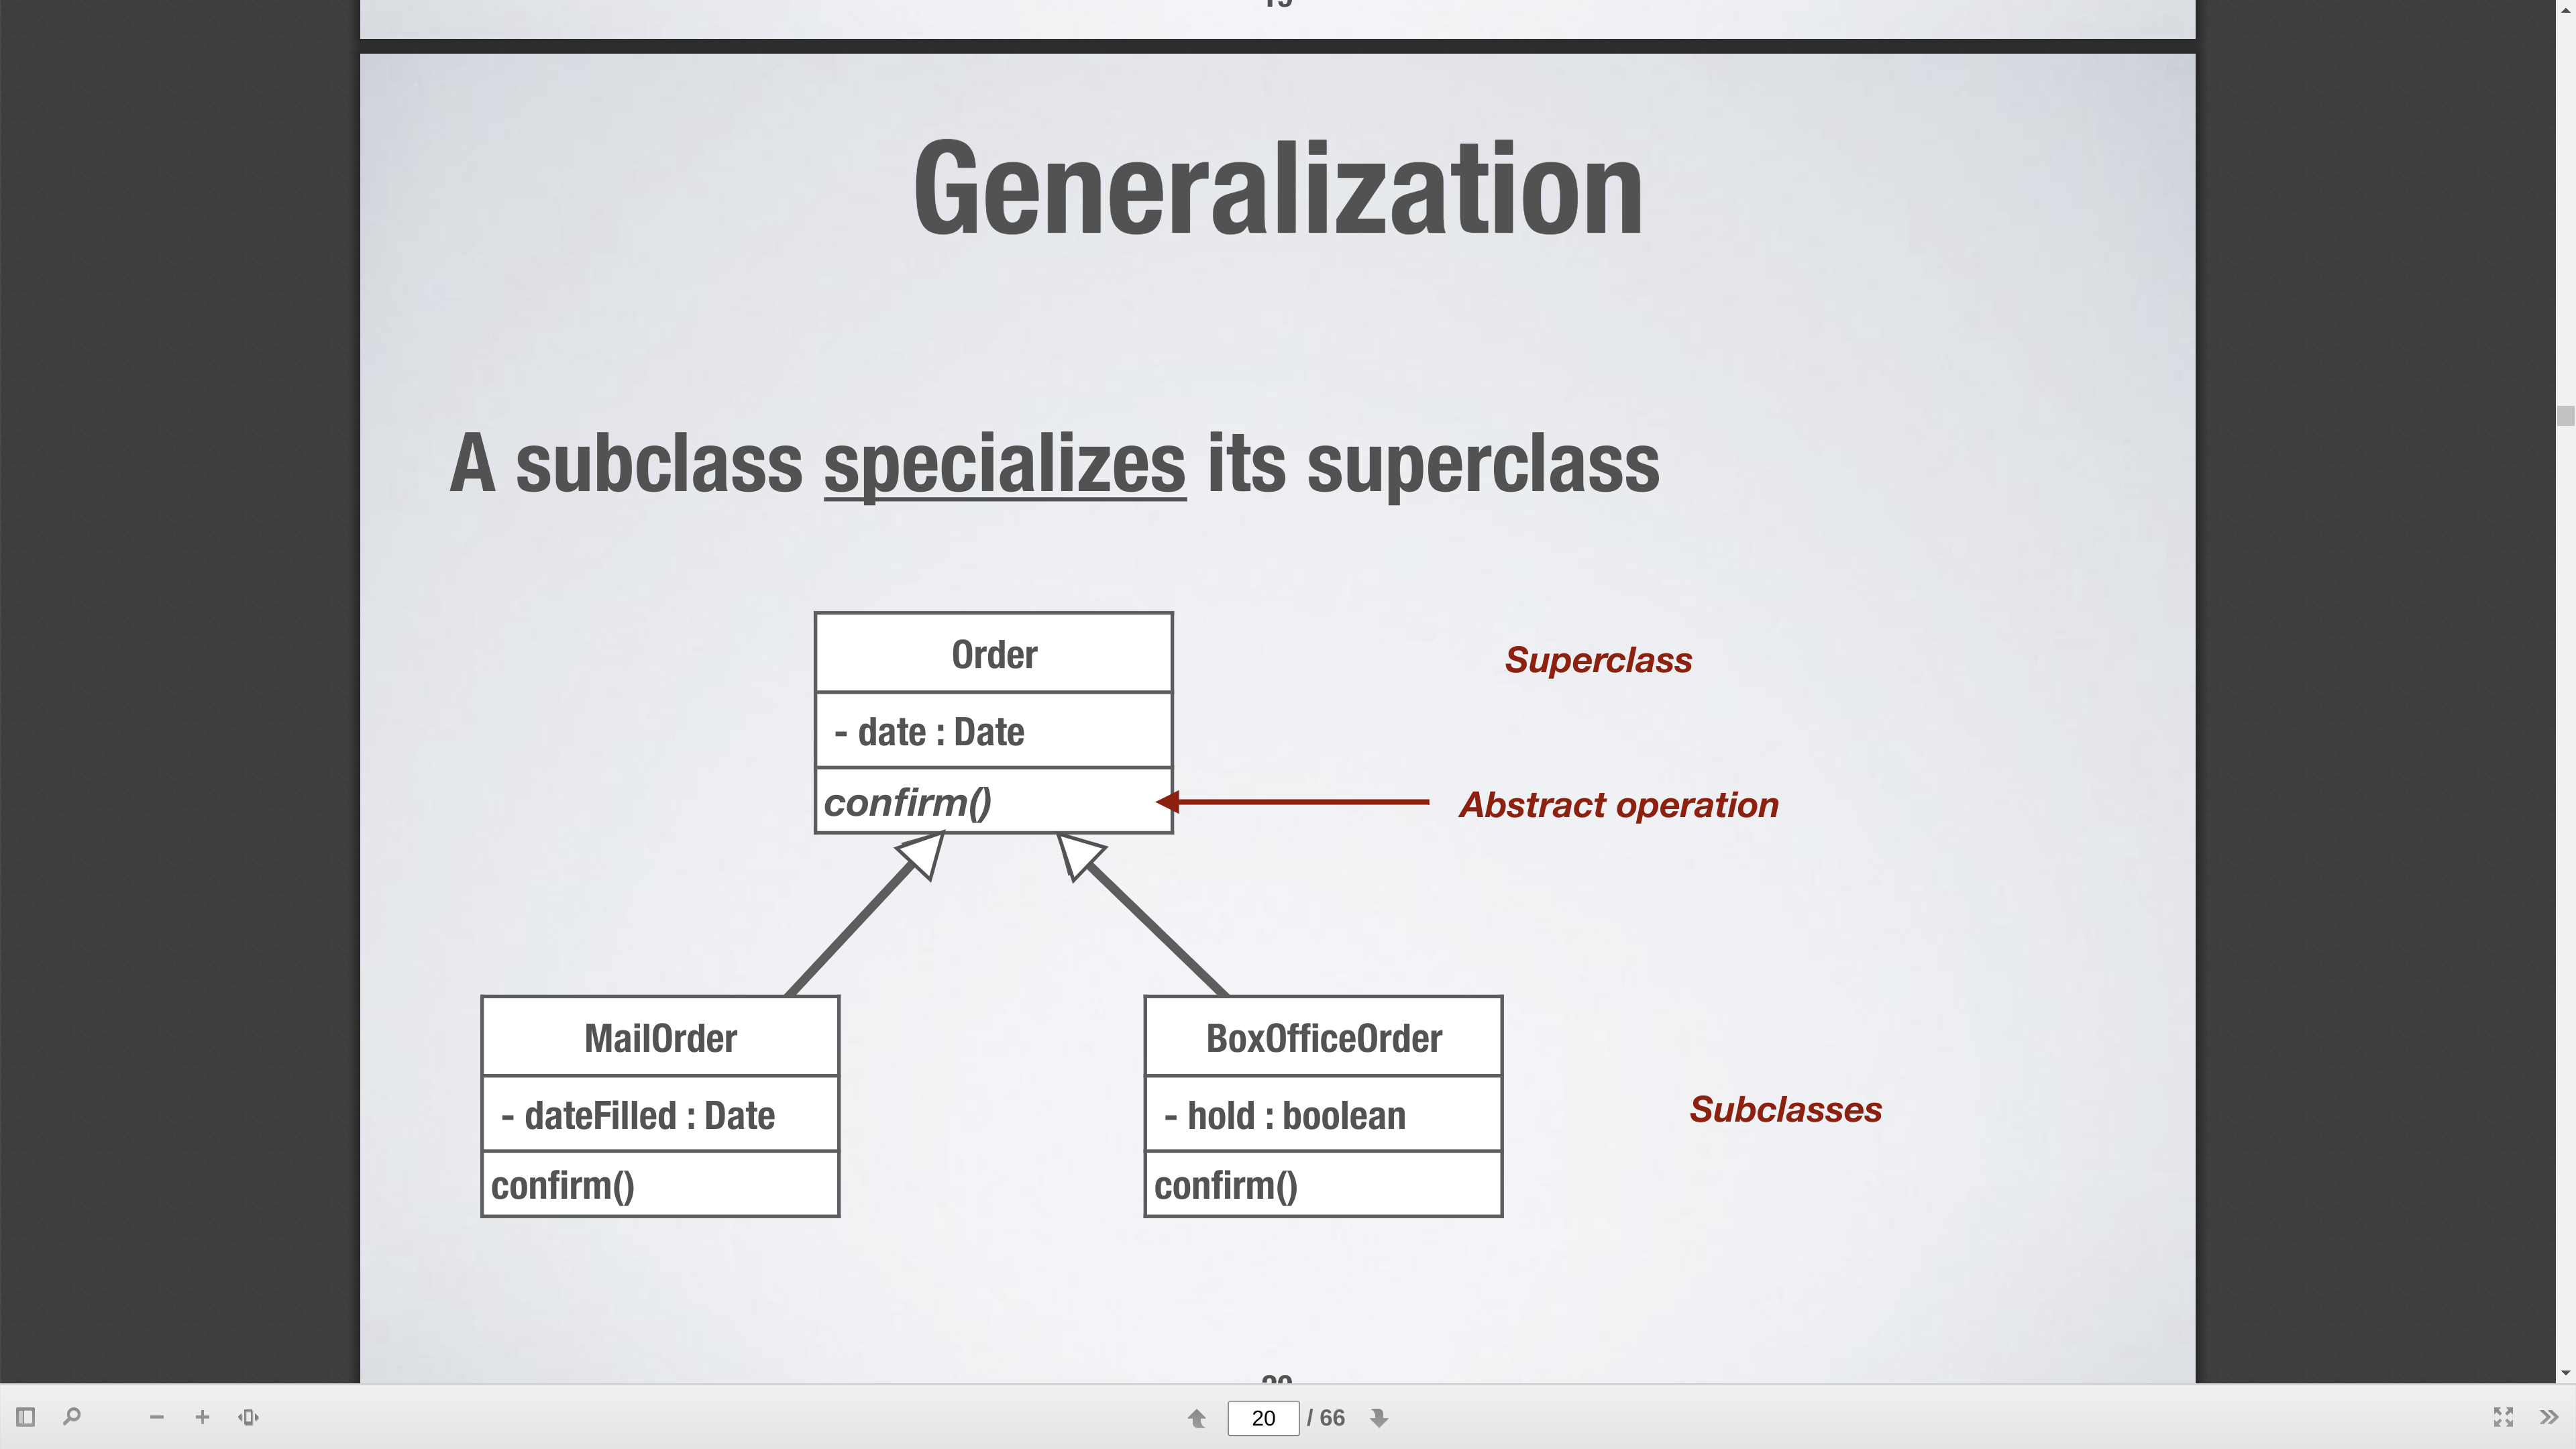 Generalization
A subclass specializes its superclass
Order
- date : Date
confirm()
Superclass
Abstract operation
MailOrder
- dateFilled : Date
confirm()
BoxOfficeOrder
- hold : boolean
confirm()
Subclasses
20 / 66